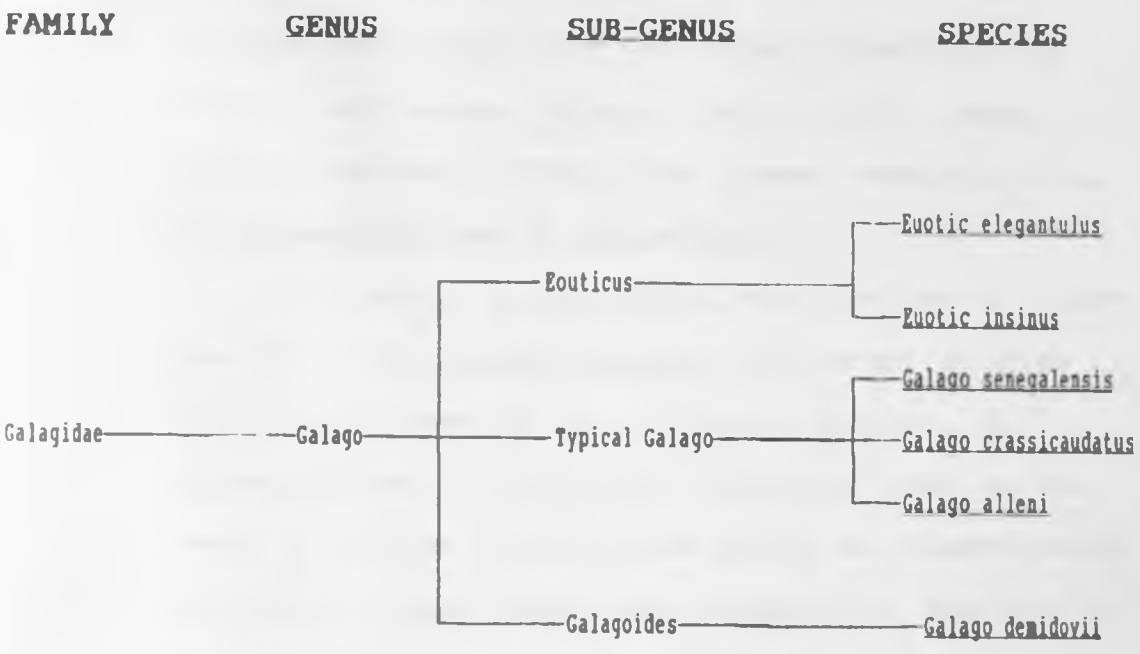 FAMILY GENUS SUB-GENUS SPECIES
Euotic elegantulus
Eouticus
Euotic insinus
Galago senegalensis
Galagidae Galago Typical Galago Galago crassicaudatus
Galago alleni
Galagoides Galago demidovii